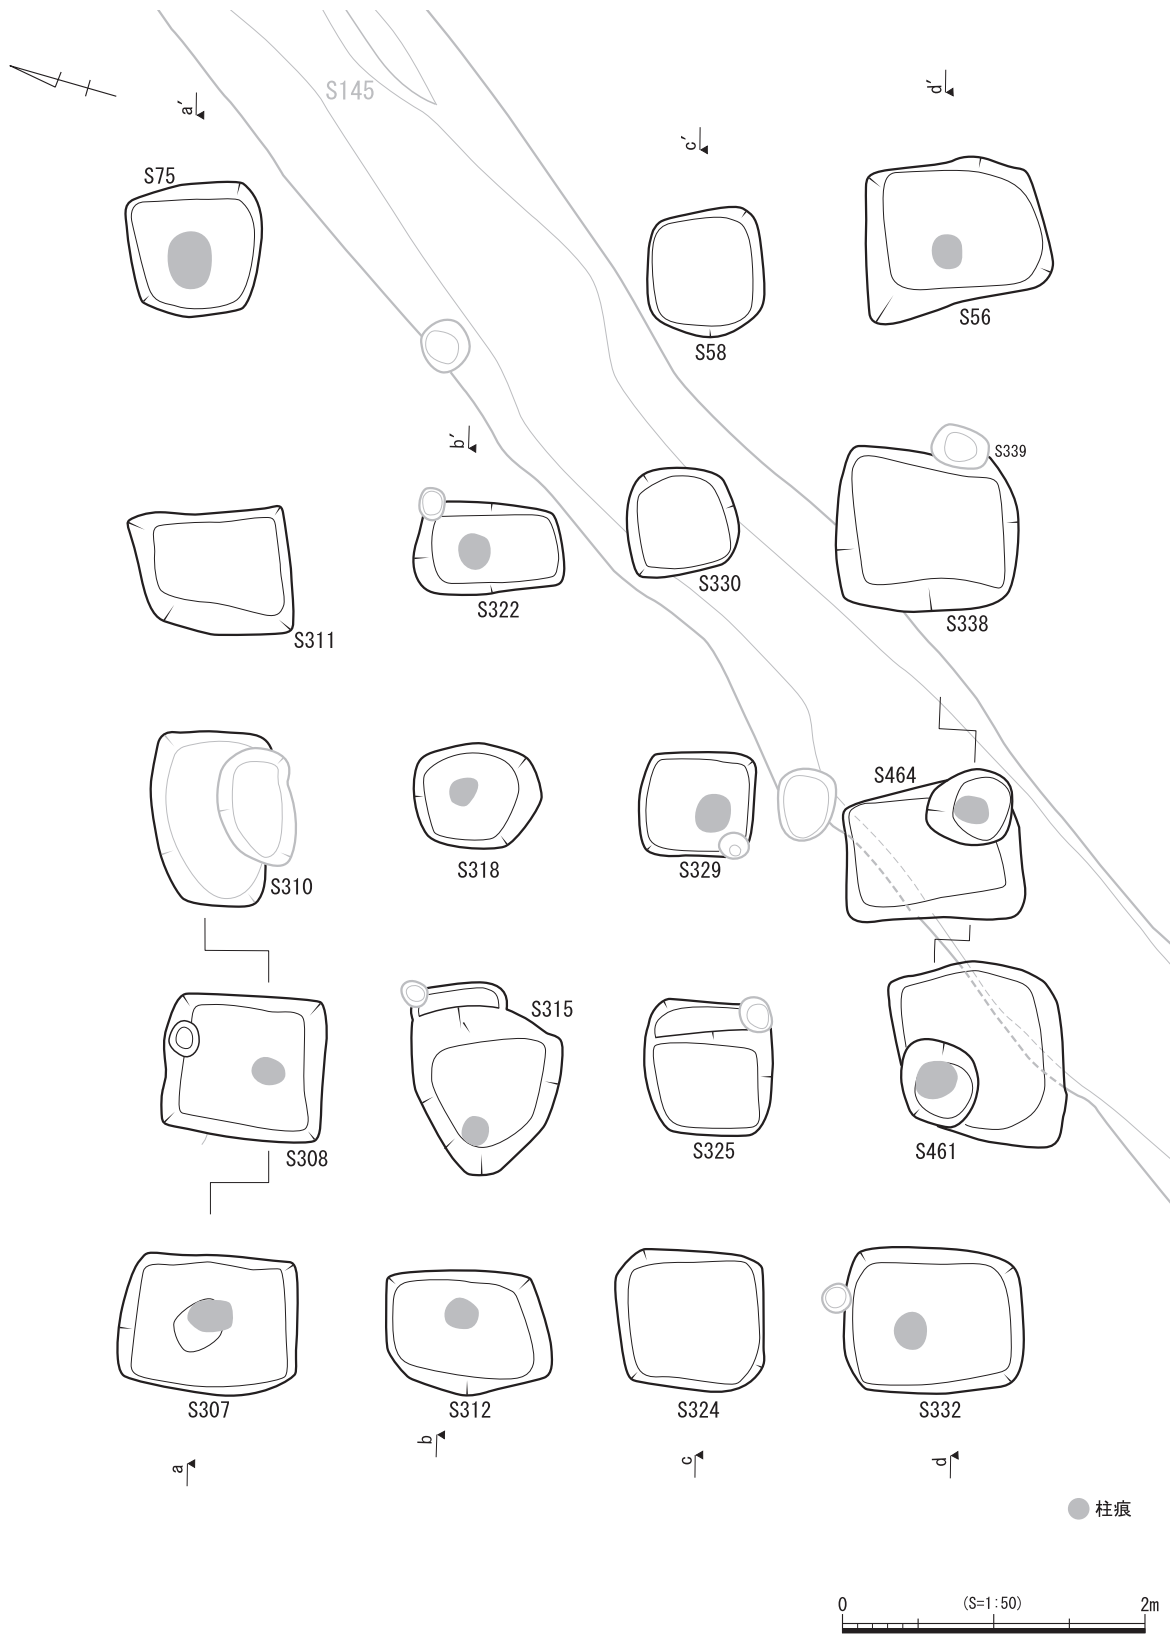 S145
a′
d′
c′
S75
S56
S58
b′
S339
S330
S322
S338
S311
S464
S318
S329
S310
S315
S325
S461
S308
S307
S312
S324
S332
b
a
c
d
柱痕
0
(S=1:50)
2m